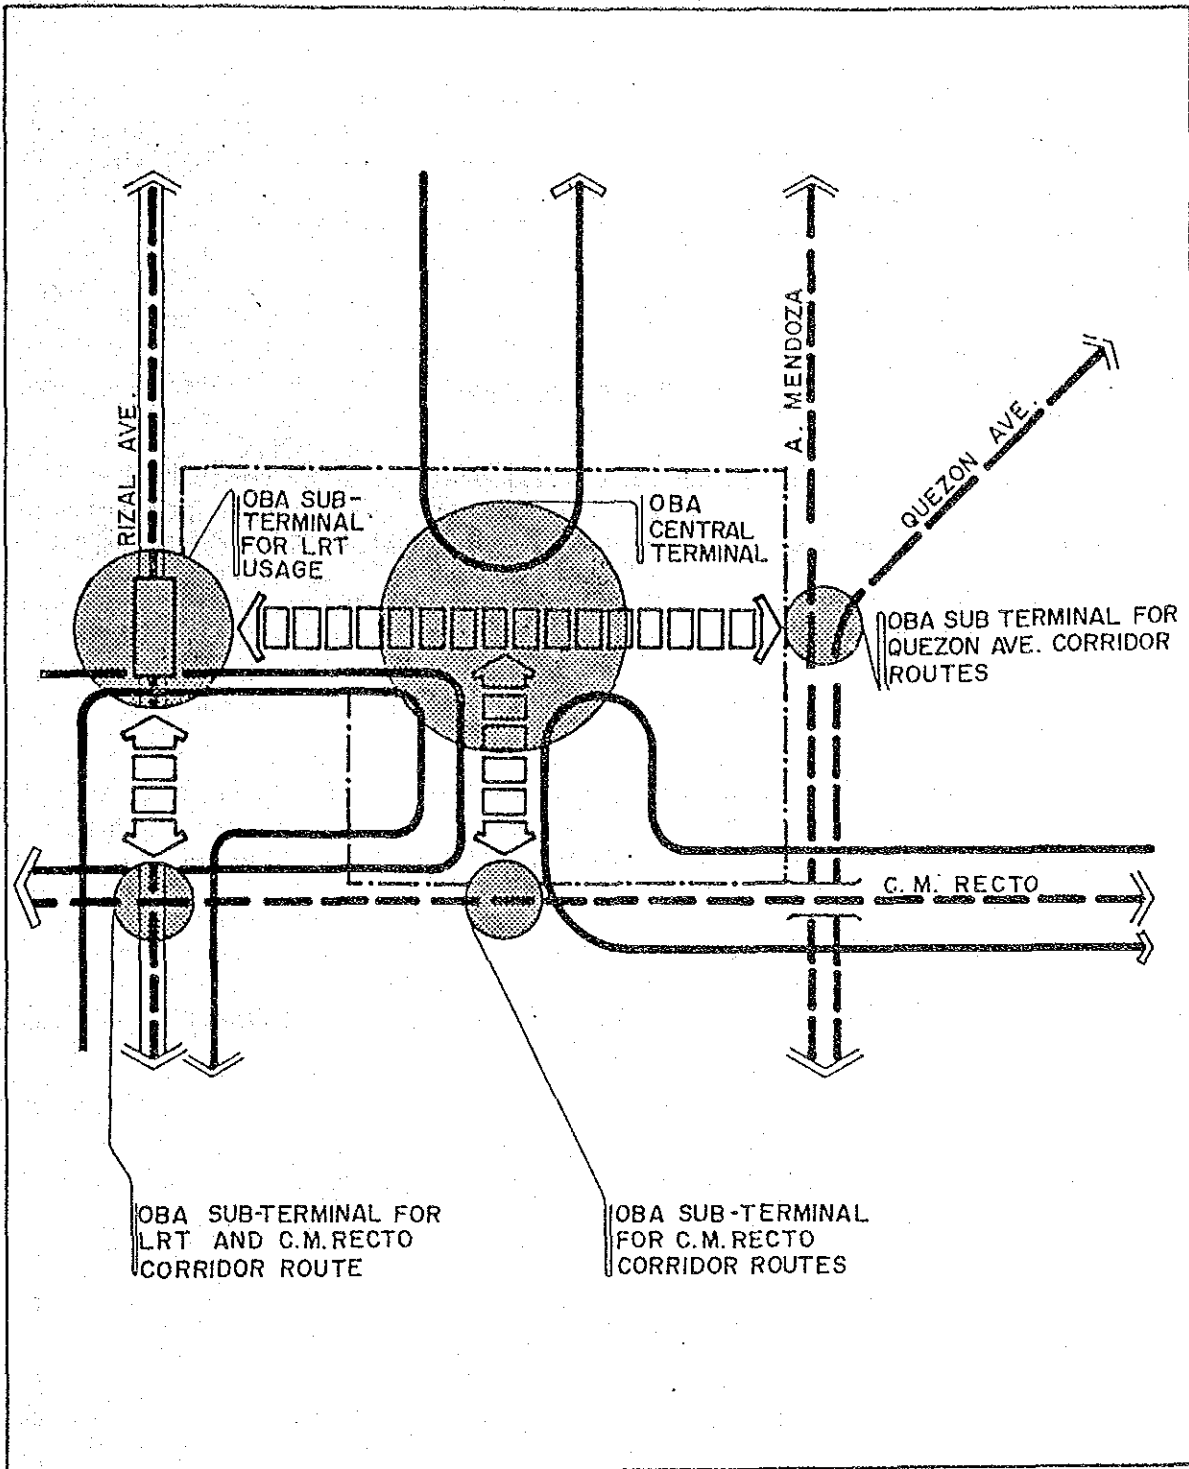 RIZAL AVE.
OBA SUB-
TERMINAL
FOR LRT
USAGE
OBA
CENTRAL
TERMINAL
A. MENDOZA
QUEZON AVE.
OBA SUB TERMINAL FOR
QUEZON AVE. CORRIDOR
ROUTES
C. M. RECTO
OBA SUB-TERMINAL FOR
LRT AND C.M. RECTO
CORRIDOR ROUTE
OBA SUB-TERMINAL
FOR C.M. RECTO
CORRIDOR ROUTES